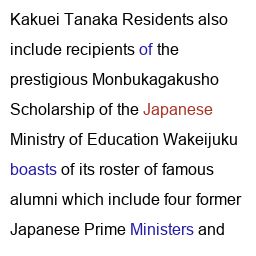 Kakuei Tanaka Residents also
include recipients of the
prestigious Monbukagakusho
Scholarship of the Japanese
Ministry of Education Wakeijuku
boasts of its roster of famous
alumni which include four former
Japanese Prime Ministers and